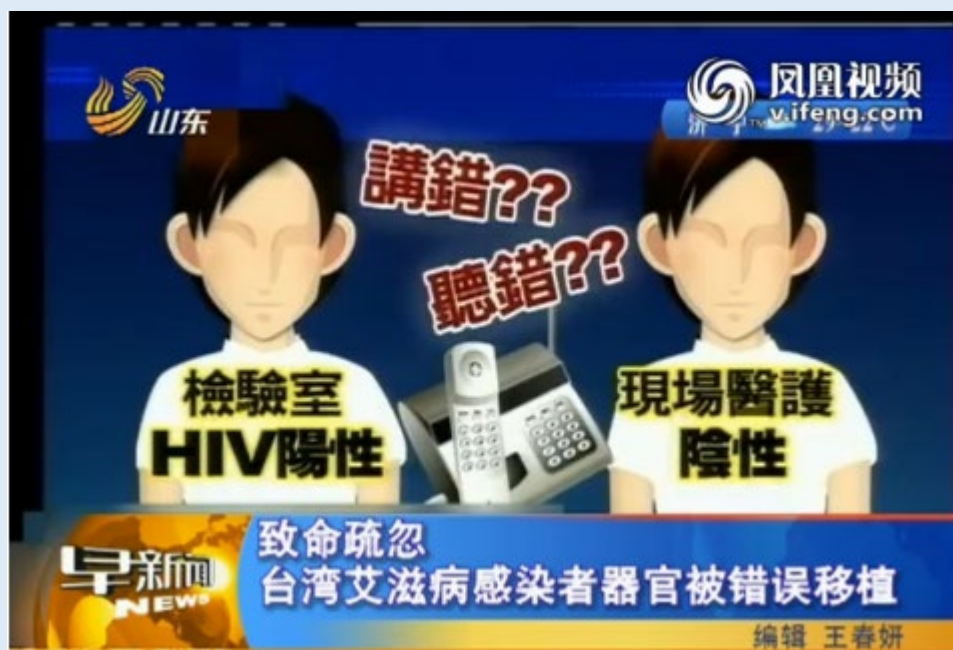 山东
凤凰视频
v.ifeng.com
講錯??
聽錯??
檢驗室
HIV陽性
現場醫護
陰性
致命疏忽
台湾艾滋病感染者器官被错误移植
早新闻
NEWS
编辑 王春妍